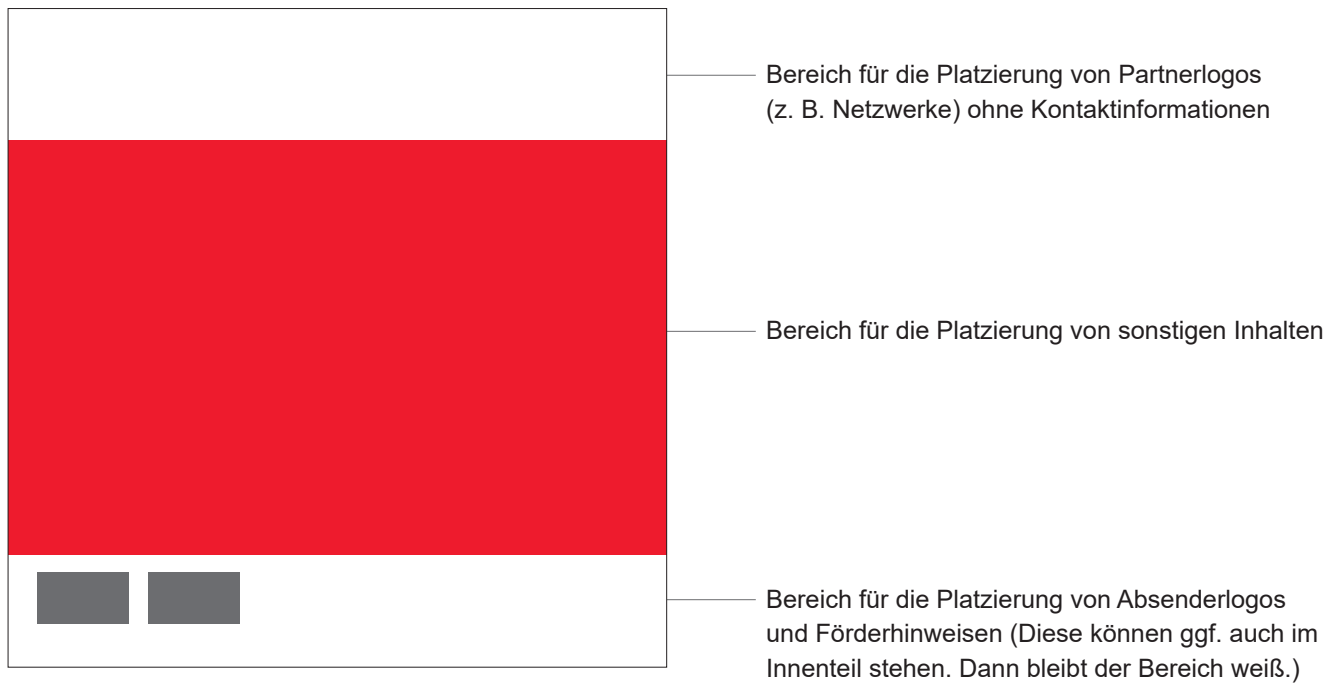 Bereich für die Platzierung von Partnerlogos
(z. B. Netzwerke) ohne Kontaktinformationen
Bereich für die Platzierung von sonstigen Inhalten
Bereich für die Platzierung von Absenderlogos
und Förderhinweisen (Diese können ggf. auch im
Innenteil stehen. Dann bleibt der Bereich weiß.)